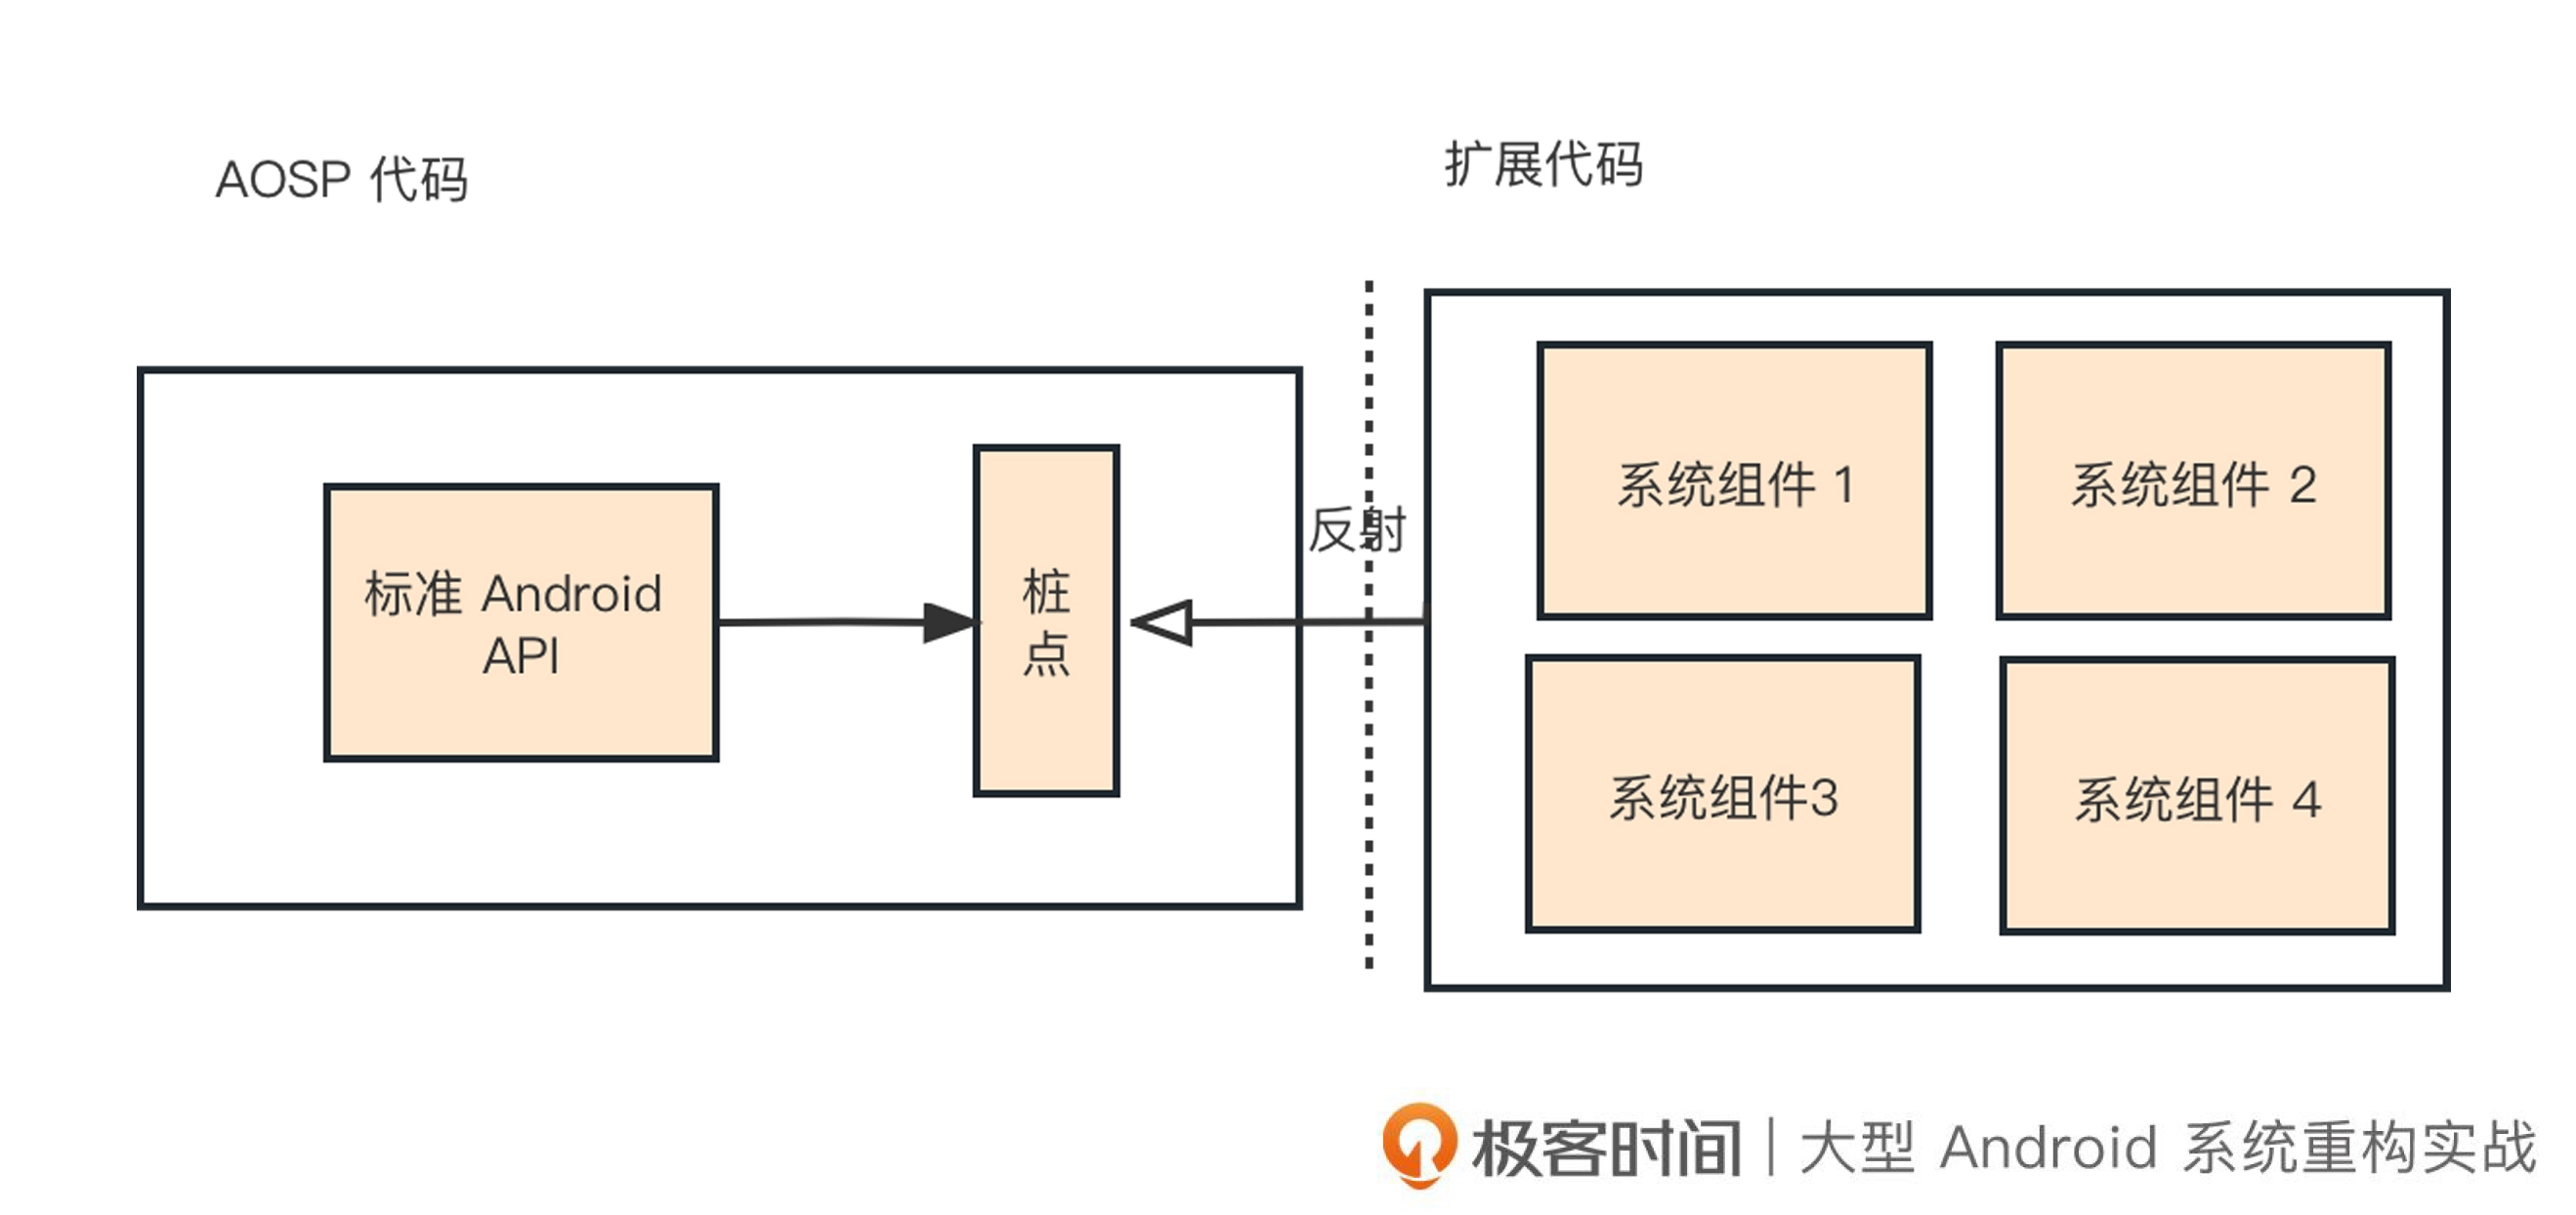 AOSP 代码
扩展代码
标准 Android
API
桩
点
反射
系统组件 1
系统组件 2
系统组件3
系统组件 4
极客时间 | 大型 Android 系统重构实战